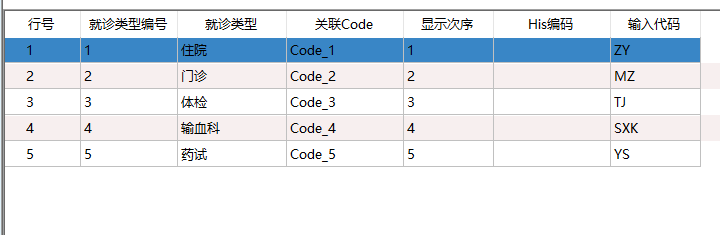 行号 就诊类型编号 就诊类型 关联Code 显示次序 His编码 输入代码
1 1 住院 Code_1 1 ZY
2 2 门诊 Code_2 2 MZ
3 3 体检 Code_3 3 TJ
4 4 输血科 Code_4 4 SXK
5 5 药试 Code_5 5 YS